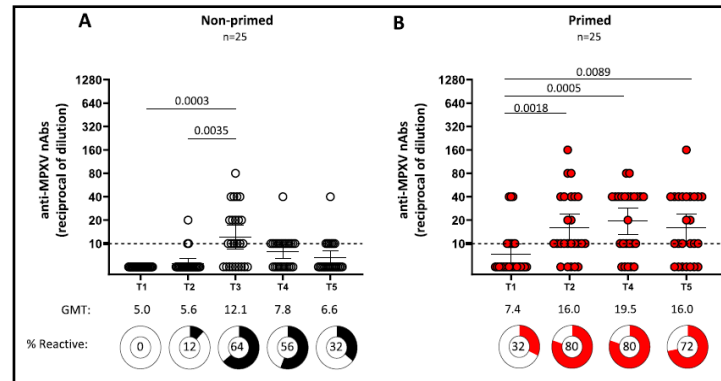 A
Non-primed
n=25
anti-MPXV nAbs
(reciprocal of dilution)
1280
640
320
160
80
40
20
10
0.0003
0.0035
T1 T2 T3 T4 T5
GMT: 5.0 5.6 12.1 7.8 6.6
% Reactive: 0 12 64 56 32
B
Primed
n=25
anti-MPXV nAbs
(reciprocal of dilution)
1280
640
320
160
80
40
20
10
0.0089
0.0005
0.0018
T1 T2 T3 T4 T5
7.4 16.0 19.5 16.0
32 80 80 72